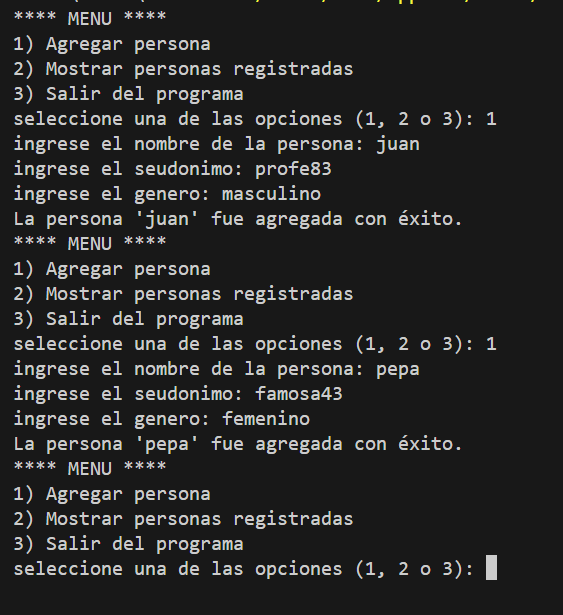 **** MENU ****
1) Agregar persona
2) Mostrar personas registradas
3) Salir del programa
seleccione una de las opciones (1, 2 o 3): 1
ingrese el nombre de la persona: juan
ingrese el seudonimo: profe83
ingrese el genero: masculino
La persona 'juan' fue agregada con éxito.
**** MENU ****
1) Agregar persona
2) Mostrar personas registradas
3) Salir del programa
seleccione una de las opciones (1, 2 o 3): 1
ingrese el nombre de la persona: pepa
ingrese el seudonimo: famosa43
ingrese el genero: femenino
La persona 'pepa' fue agregada con éxito.
**** MENU ****
1) Agregar persona
2) Mostrar personas registradas
3) Salir del programa
seleccione una de las opciones (1, 2 o 3):